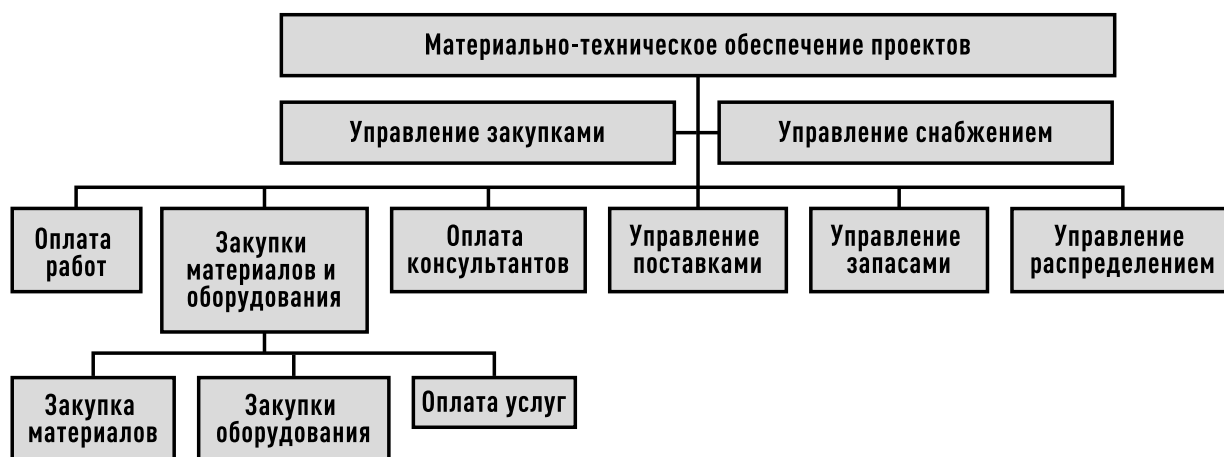 Материально-техническое обеспечение проектов
Управление закупками
Управление снабжением
Оплата
работ
Закупки
материалов и
оборудования
Оплата
консультантов
Управление
поставками
Управление
запасами
Управление
распределением
Закупка
материалов
Закупки
оборудования
Оплата услуг